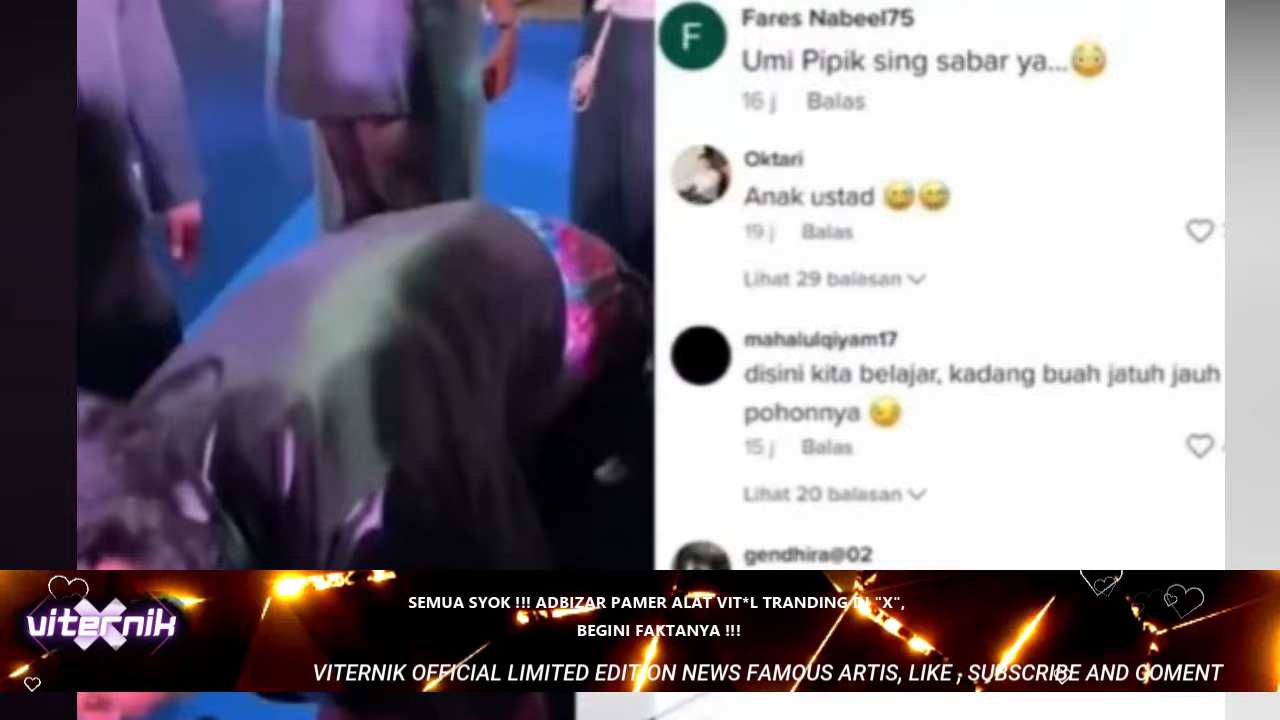 Fares Nabeel75
Umi Pipik sing sabar ya...😳
16 j Balas
Oktari
Anak ustad 😅😅
19 j Balas
Lihat 29 balasan
mahalulqiyam17
disini kita belajar, kadang buah jatuh jauh
pohonnya 😉
15 j Balas
Lihat 20 balasan
gendhira@02
viternik
SEMUA SYOK !!! ADBIZAR PAMER ALAT VIT*L TRANDING DI "X",
BEGINI FAKTANYA !!!
VITERNIK OFFICIAL LIMITED EDITION NEWS FAMOUS ARTIS, LIKE , SUBSCRIBE AND COMENT